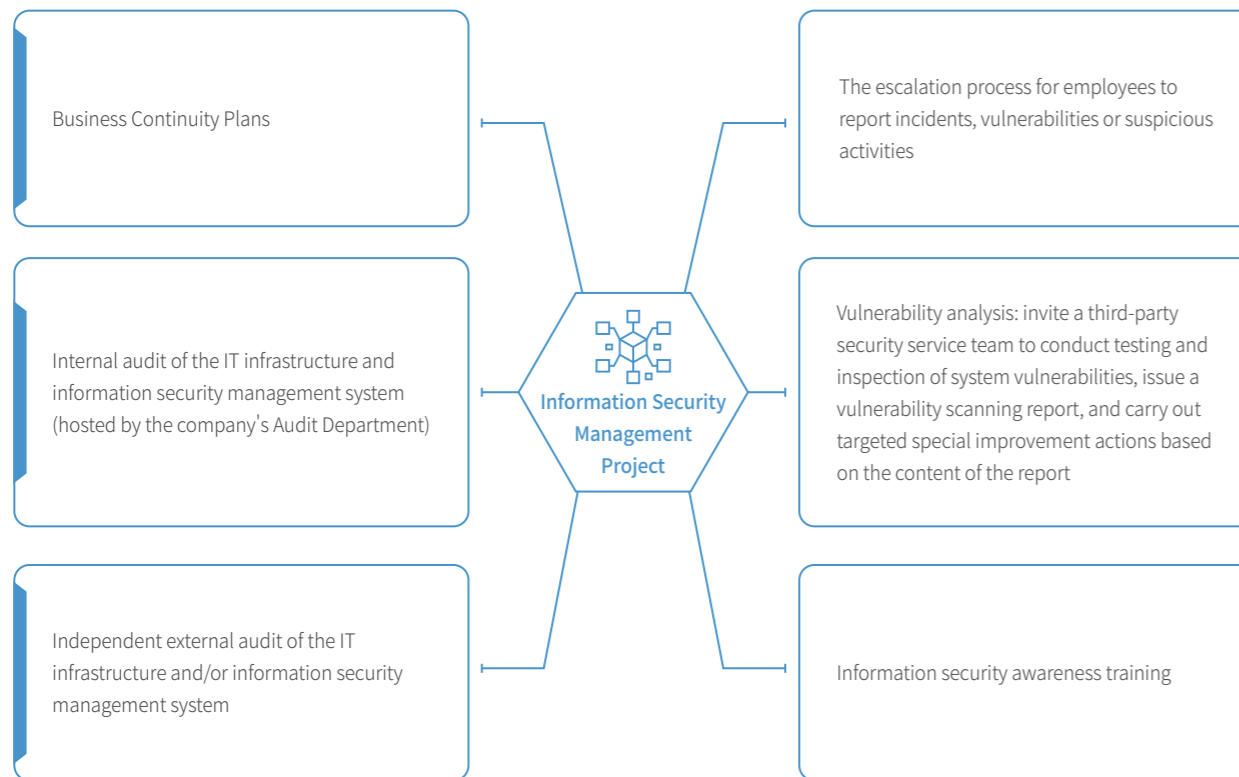 Business Continuity Plans
The escalation process for employees to
report incidents, vulnerabilities or suspicious
activities
Internal audit of the IT infrastructure and
information security management system
(hosted by the company's Audit Department)
Information Security
Management
Project
Vulnerability analysis: invite a third-party
security service team to conduct testing and
inspection of system vulnerabilities, issue a
vulnerability scanning report, and carry out
targeted special improvement actions based
on the content of the report
Independent external audit of the IT
infrastructure and/or information security
management system
Information security awareness training